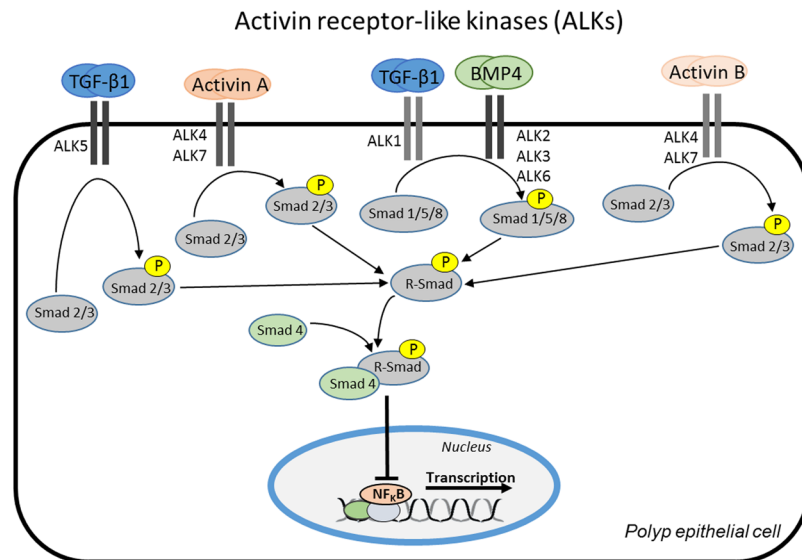 Activin receptor-like kinases (ALKs)
TGF-β1
Activin A
TGF-β1
BMP4
Activin B
ALK5
ALK4
ALK7
ALK1
ALK2
ALK3
ALK6
ALK4
ALK7
P
Smad 2/3
Smad 2/3
Smad 1/5/8
P
Smad 1/5/8
Smad 2/3
P
Smad 2/3
P
Smad 2/3
Smad 2/3
P
R-Smad
Smad 4
P
R-Smad
Smad 4
Nucleus
Transcription
NFKB
Polyp epithelial cell